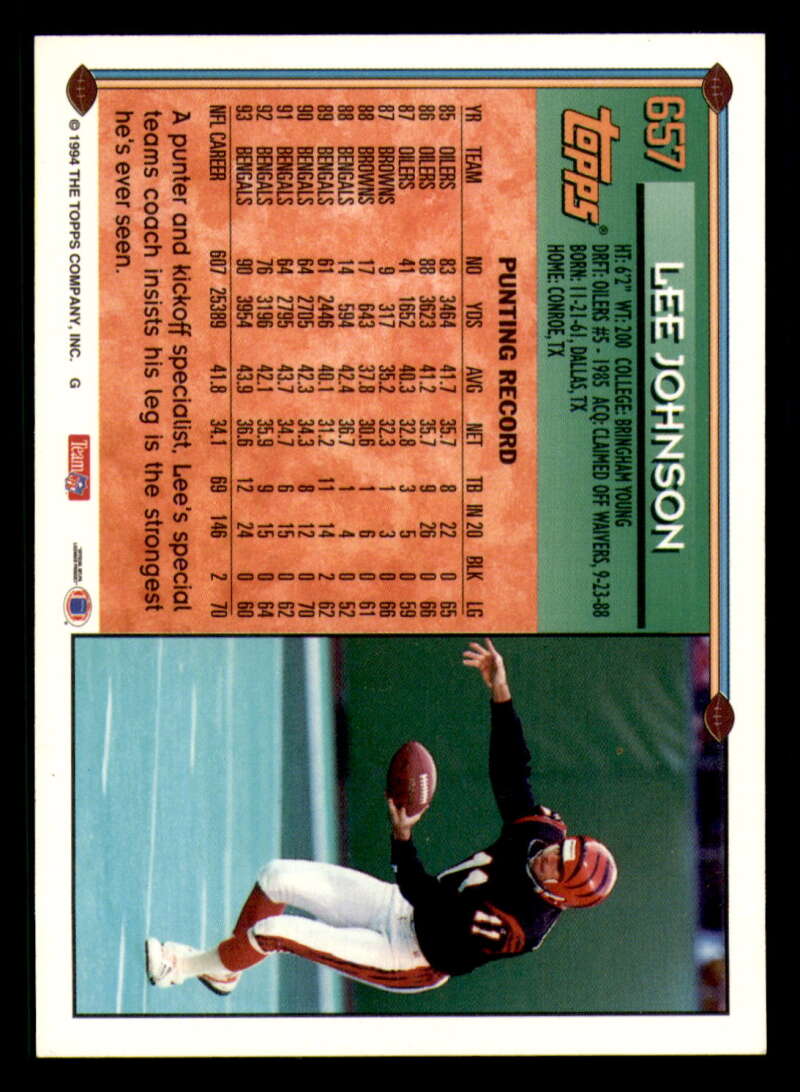 657
LEE JOHNSON
topps®
HT: 6'2" WT: 200 COLLEGE: BRINGHAM YOUNG
DRFT: OILERS #5 - 1985 ACQ: CLAIMED OFF WAIVERS, 9-23-88
BORN: 11-21-61, DALLAS, TX
HOME: CONROE, TX
PUNTING RECORD
YR TEAM NO YDS AVG NET TB IN 20 BLK LG
85 OILERS 83 3464 41.7 35.7 8 22 0 65
86 OILERS 88 3623 41.2 35.7 9 26 0 66
87 OILERS 41 1652 40.3 32.8 3 5 0 59
87 BROWNS 9 317 35.2 32.3 1 3 0 66
88 BROWNS 17 643 37.8 30.6 1 6 0 61
88 BENGALS 14 594 42.4 36.7 1 4 0 52
89 BENGALS 61 2446 40.1 31.2 11 14 2 62
90 BENGALS 64 2705 42.3 34.3 8 12 0 70
91 BENGALS 64 2795 43.7 34.7 6 15 0 62
92 BENGALS 76 3196 42.1 35.9 9 15 0 64
93 BENGALS 90 3954 43.9 36.6 12 24 0 60
NFL CAREER 607 25389 41.8 34.1 69 146 2 70
A punter and kickoff specialist, Lee's special
teams coach insists his leg is the strongest
he's ever seen.
© 1994 THE TOPPS COMPANY, INC. G
Team NFL
11